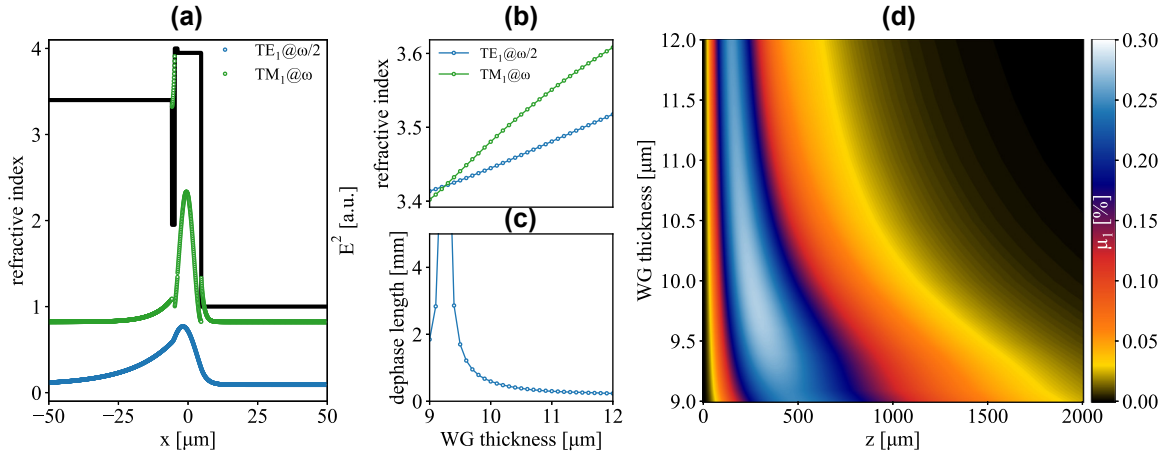 (a)
4
3
2
1
0
refractive index
TE₁@ω/2
TM₁@ω
−50
−25
0
25
50
x [μm]
E² [a.u.]
(b)
3.6
3.5
3.4
refractive index
TE₁@ω/2
TM₁@ω
(c)
4
2
0
dephase length [mm]
9
10
11
12
WG thickness [μm]
(d)
12.0
11.5
11.0
10.5
10.0
9.5
9.0
WG thickness [μm]
0
500
1000
1500
2000
z [μm]
0.30
0.25
0.20
0.15
0.10
0.05
0.00
μ₁ [%]